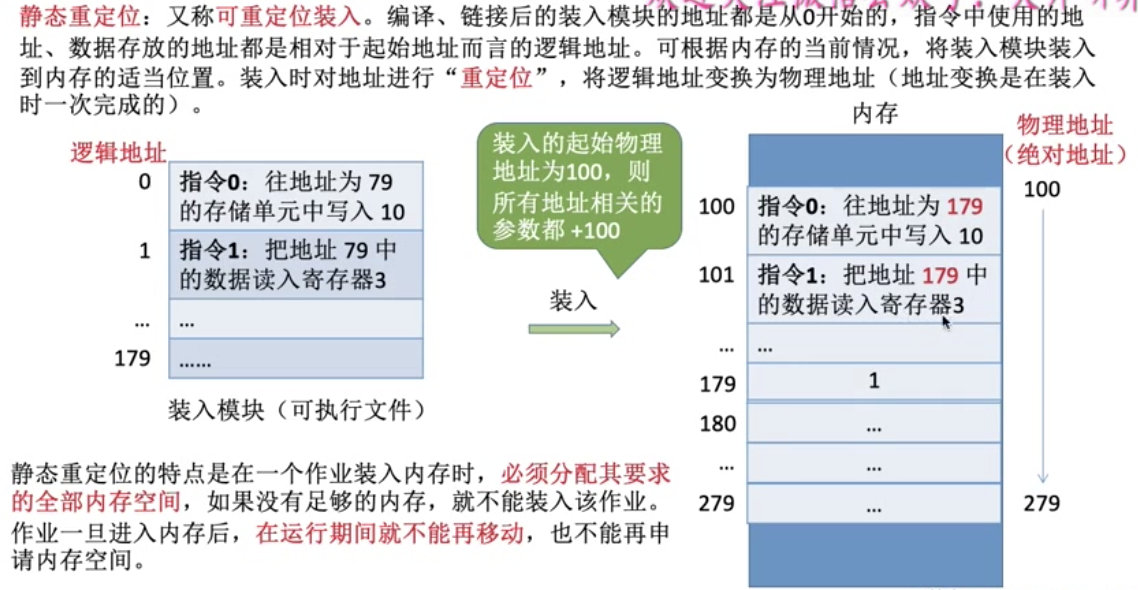 静态重定位：又称可重定位装入。编译、链接后的装入模块的地址都是从0开始的，指令中使用的地
址、数据存放的地址都是相对于起始地址而言的逻辑地址。可根据内存的当前情况，将装入模块装入
到内存的适当位置。装入时对地址进行“重定位”，将逻辑地址变换为物理地址（地址变换是在装入
时一次完成的）。
逻辑地址
0
指令0：往地址为 79
的存储单元中写入 10
1
指令1：把地址 79 中
的数据读入寄存器3
...
...
179
......
装入模块（可执行文件）
装入的起始物理
地址为100，则
所有地址相关的
参数都 +100
装入
内存
物理地址
（绝对地址）
100
指令0：往地址为 179
的存储单元中写入 10
100
101
指令1：把地址 179 中
的数据读入寄存器3
...
...
179
1
180
...
...
...
279
...
279
静态重定位的特点是在一个作业装入内存时，必须分配其要求
的全部内存空间，如果没有足够的内存，就不能装入该作业。
作业一旦进入内存后，在运行期间就不能再移动，也不能再申
请内存空间。